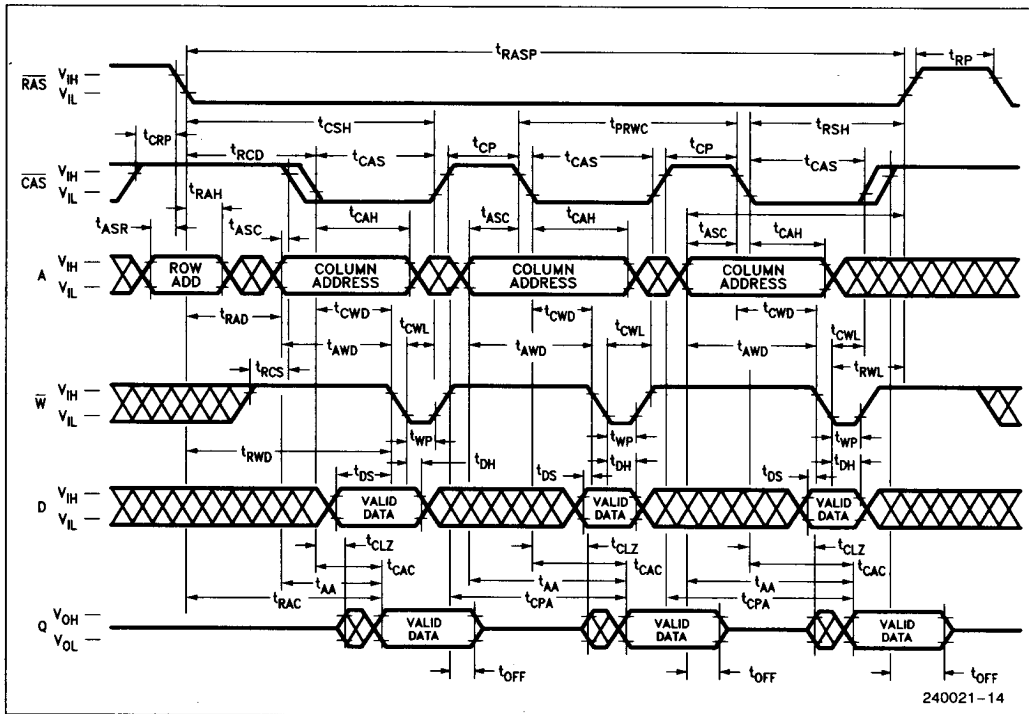 tRASP
tRP
RAS
VIH
VIL
tCRP
tCSH
tPRWC
tRSH
tRCD
tCAS
tCP
tCAS
tCP
tCAS
CAS
VIH
VIL
tRAH
tASR
tASC
tCAH
tASC
tCAH
tASC
tCAH
A
VIH
VIL
ROW ADD
COLUMN ADDRESS
COLUMN ADDRESS
COLUMN ADDRESS
tRAD
tCWD
tCWL
tCWD
tCWL
tCWD
tCWL
tAWD
tAWD
tAWD
tRCS
tRWL
W
VIH
VIL
tWP
tWP
tWP
tRWD
tDH
tDH
tDH
tDS
tDS
tDS
D
VIH
VIL
VALID DATA
VALID DATA
VALID DATA
tCLZ
tCLZ
tCLZ
tCAC
tCAC
tCAC
tAA
tAA
tAA
tRAC
tCPA
tCPA
Q
VOH
VOL
VALID DATA
VALID DATA
VALID DATA
tOFF
tOFF
tOFF
240021-14